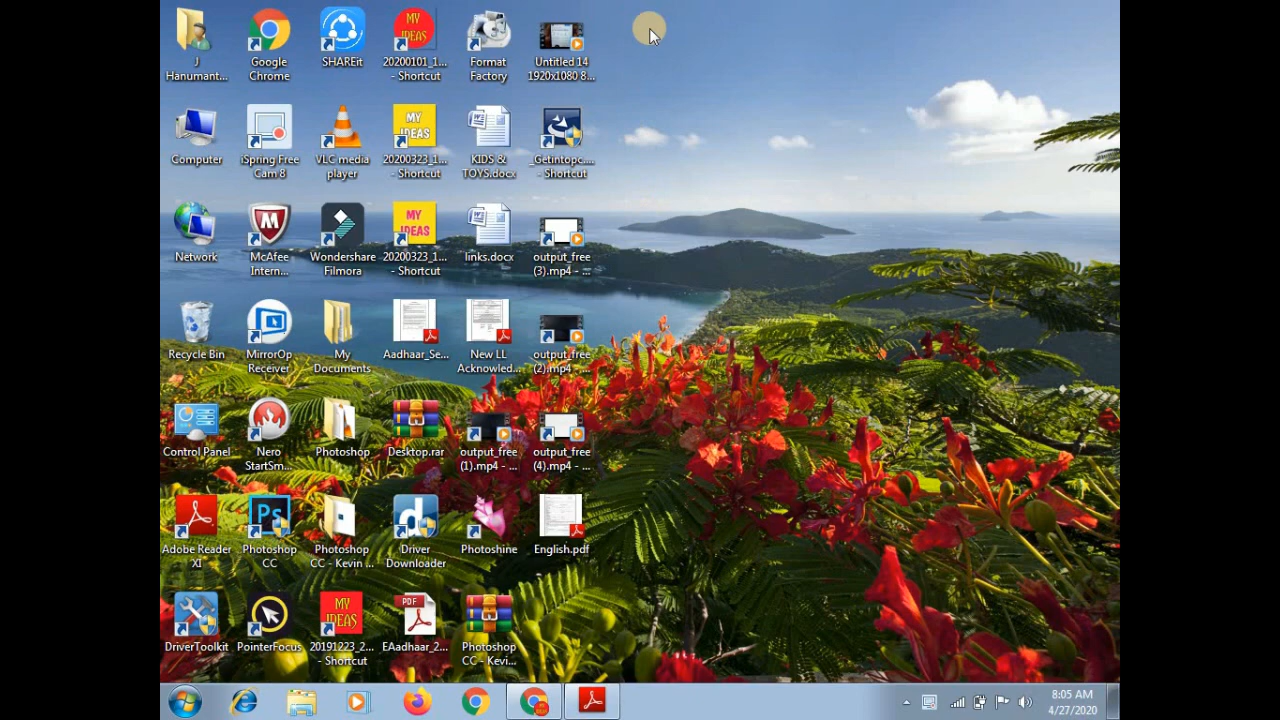 J
Hanumant...
Google
Chrome
SHAREit
MY
IDEAS
20200101_1...
- Shortcut
Format
Factory
Untitled 14
1920x1080 8...
Computer
iSpring Free
Cam 8
VLC media
player
MY
IDEAS
20200323_1...
- Shortcut
KIDS &
TOYS.docx
_Getintopc....
- Shortcut
Network
McAfee
Intern...
Wondershare
Filmora
MY
IDEAS
20200323_1...
- Shortcut
links.docx
output_free
(3).mp4 - ...
Recycle Bin
MirrorOp
Receiver
My
Documents
Aadhaar_Se...
New LL
Acknowled...
output_free
(2).mp4 - ...
Control Panel
Nero
StartSm...
Photoshop
Desktop.rar
output_free
(1).mp4 - ...
output_free
(4).mp4 - ...
Adobe Reader
XI
Ps
Photoshop
CC
Photoshop
CC - Kevin ...
d
Driver
Downloader
Photoshine
English.pdf
DriverToolkit
PointerFocus
MY
IDEAS
20191223_2...
- Shortcut
PDF
EAadhaar_2...
Photoshop
CC - Kevi...
8:05 AM
4/27/2020